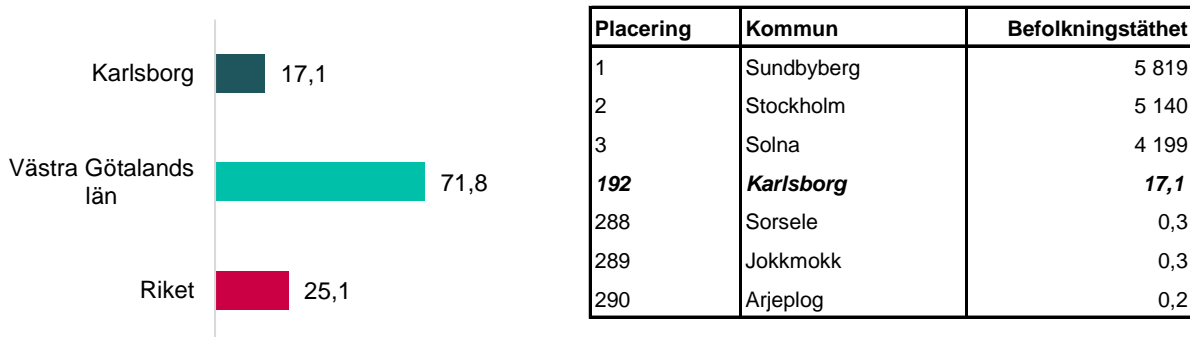 Karlsborg 17,1
Västra Götalands
län
71,8
Riket 25,1
Placering Kommun Befolkningstäthet
1 Sundbyberg 5 819
2 Stockholm 5 140
3 Solna 4 199
192 Karlsborg 17,1
288 Sorsele 0,3
289 Jokkmokk 0,3
290 Arjeplog 0,2